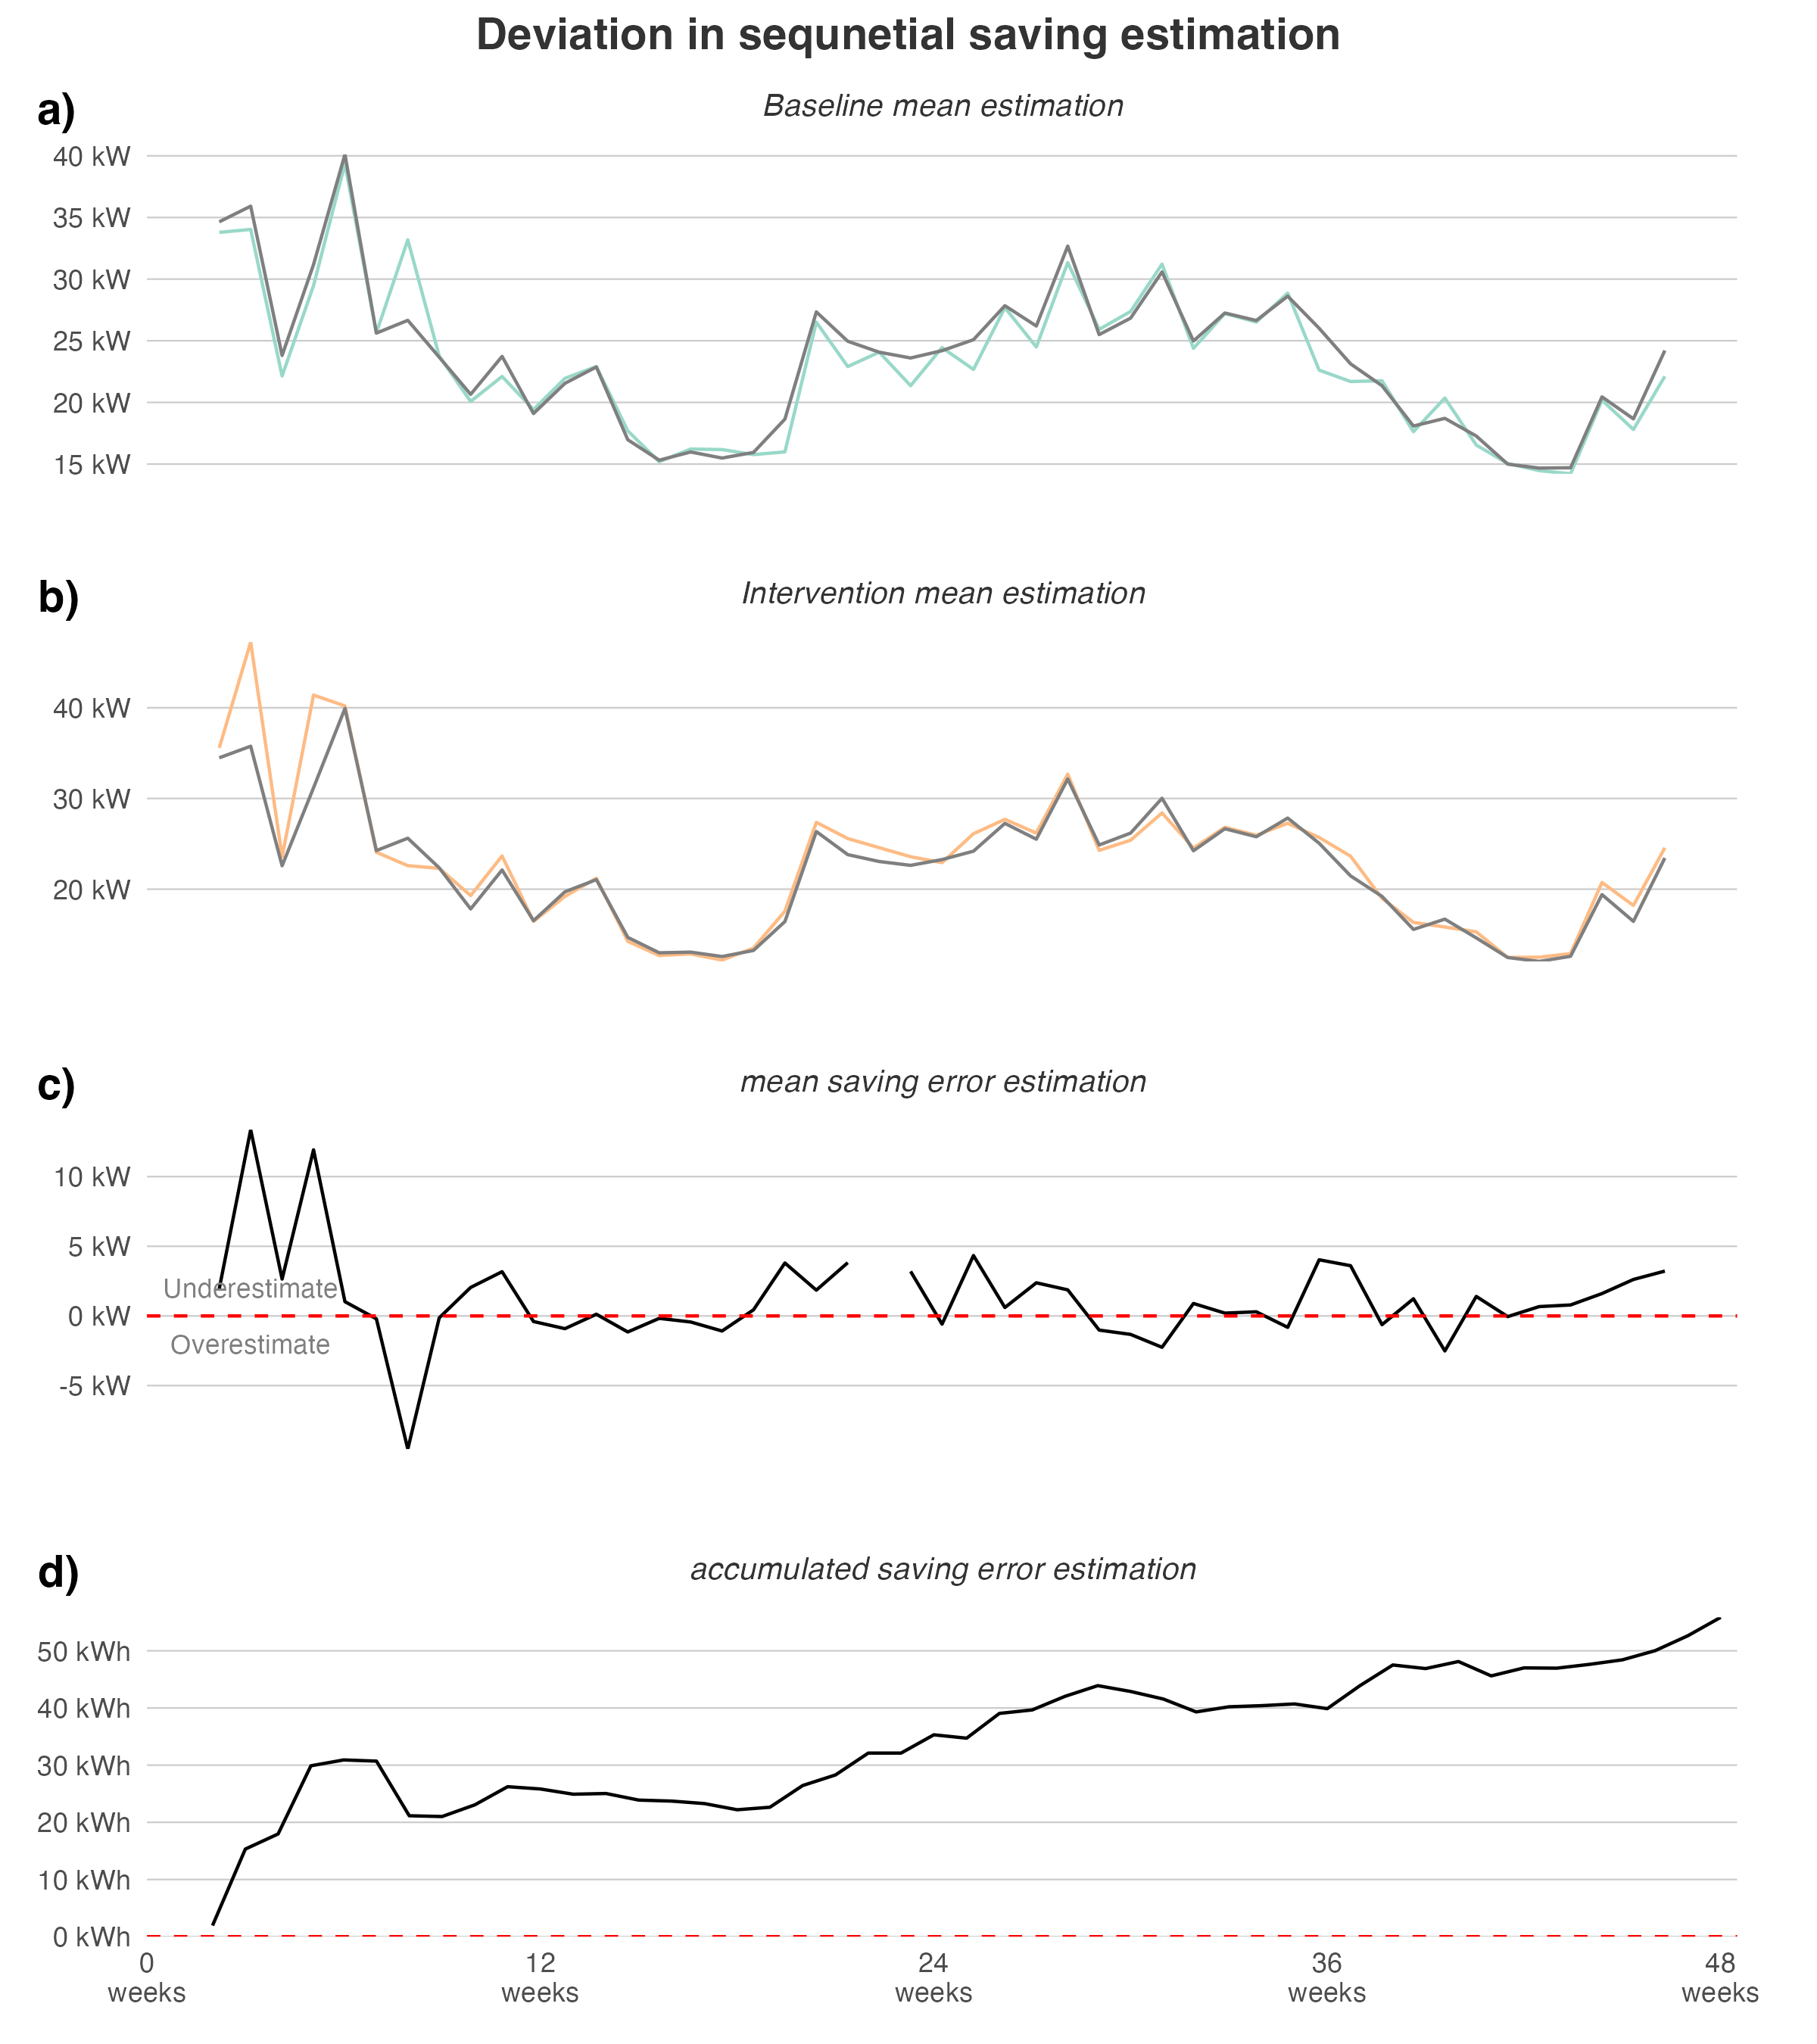 Deviation in sequnetial saving estimation
a)
Baseline mean estimation
40 kW
35 kW
30 kW
25 kW
20 kW
15 kW
b)
Intervention mean estimation
40 kW
30 kW
20 kW
c)
mean saving error estimation
10 kW
5 kW
Underestimate
0 kW
Overestimate
-5 kW
d)
accumulated saving error estimation
50 kWh
40 kWh
30 kWh
20 kWh
10 kWh
0 kWh
0 12 24 36 48
weeks weeks weeks weeks weeks